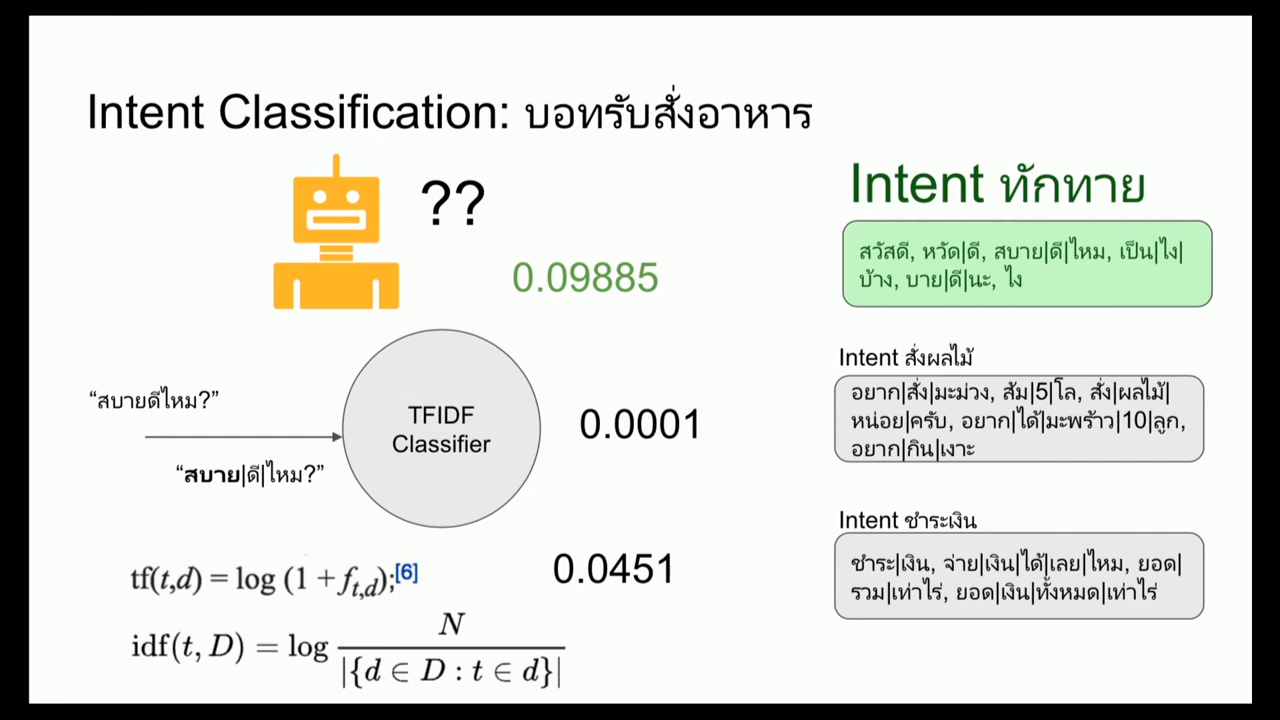 Intent Classification: บอทรับสั่งอาหาร
??
0.09885
Intent ทักทาย
สวัสดี, หวัด|ดี, สบาย|ดี|ไหม, เป็น|ไง|
บ้าง, บาย|ดี|นะ, ไง
“สบายดีไหม?”
“สบาย|ดี|ไหม?”
TFIDF
Classifier
0.0001
Intent สั่งผลไม้
อยาก|สั่ง|มะม่วง, สัม|5|โล, สั่ง|ผลไม้|
หน่อย|ครับ, อยาก|ได้|มะพร้าว|10|ลูก,
อยาก|กิน|เงาะ
0.0451
Intent ชำระเงิน
ชำระ|เงิน, จ่าย|เงิน|ได้|เลย|ไหม, ยอด|
รวม|เท่าไร่, ยอด|เงิน|ทั้งหมด|เท่าไร่
tf(t,d) = log (1 + f_{t,d});[6]
idf(t, D) = log N / |{d ∈ D : t ∈ d}|